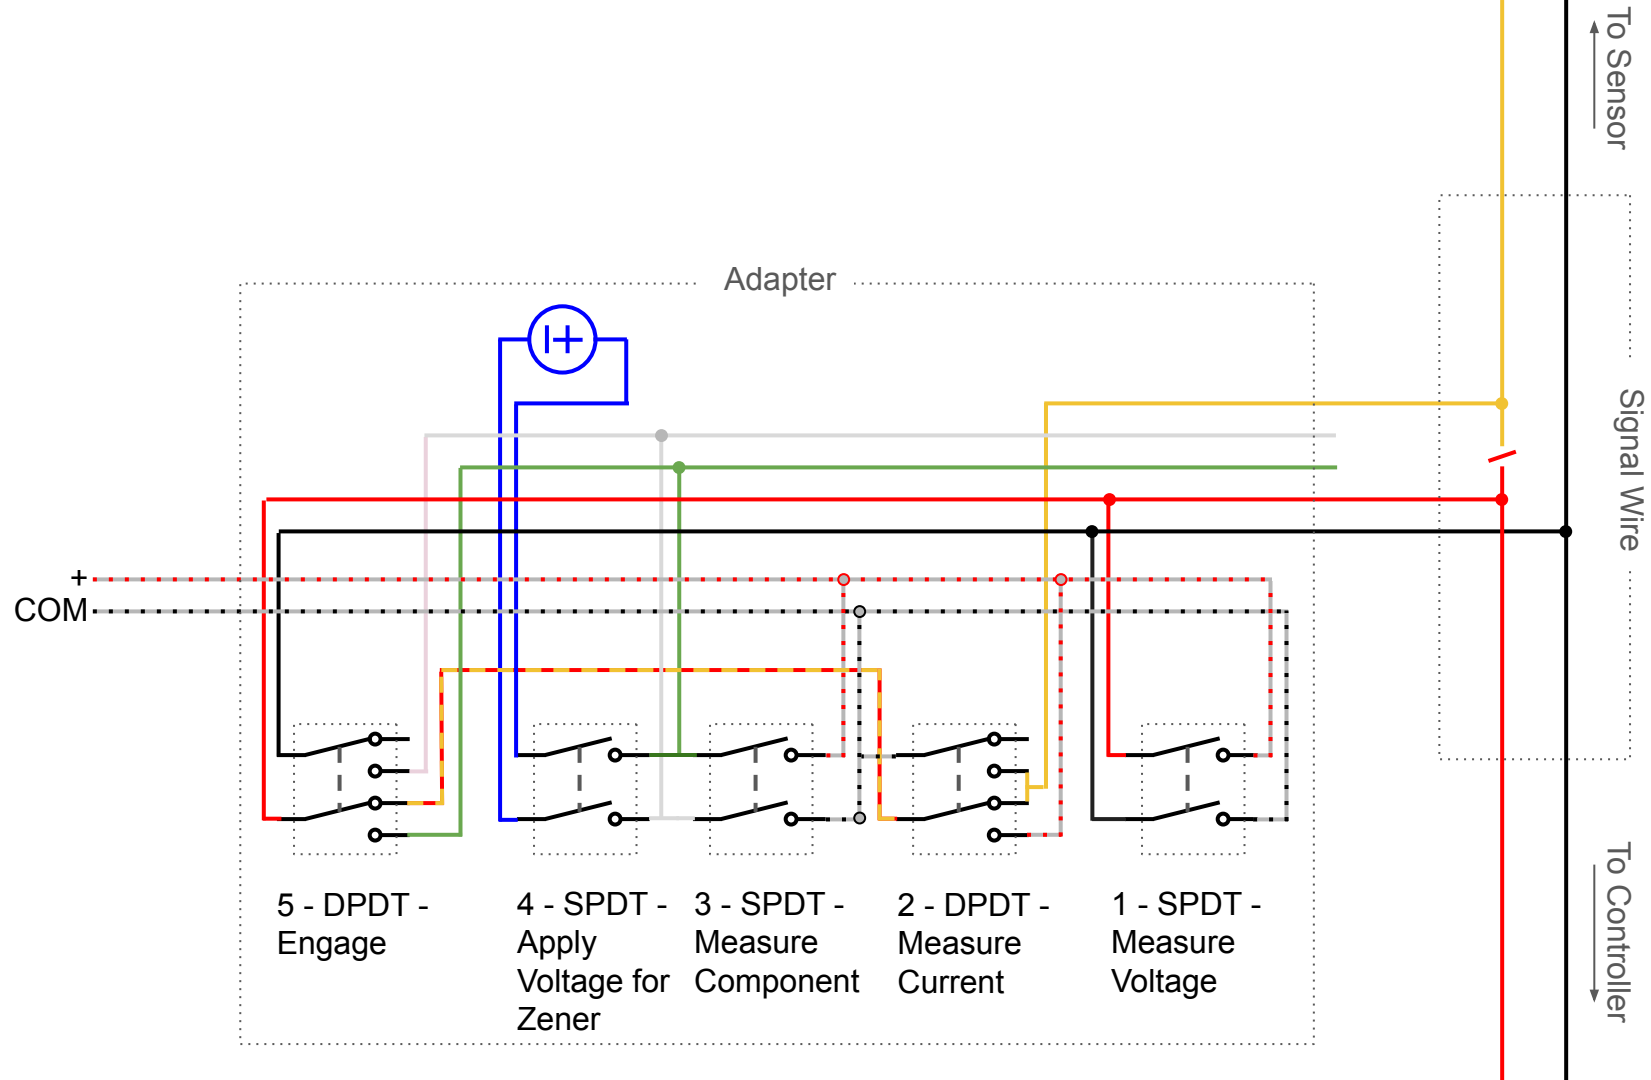 To Sensor
Adapter
Signal Wire
+
COM
5 - DPDT -
Engage
4 - SPDT -
Apply
Voltage for
Zener
3 - SPDT -
Measure
Component
2 - DPDT -
Measure
Current
1 - SPDT -
Measure
Voltage
To Controller